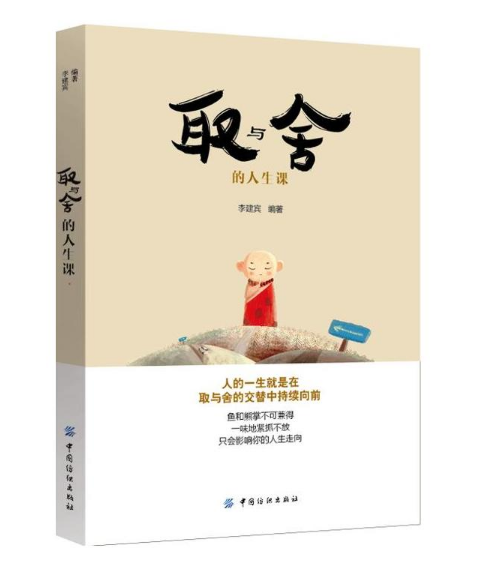 李建宾 编著
取与舍的人生课
取与舍
的人生课
李建宾 编著
人的一生就是在
取与舍的交替中持续向前
鱼和熊掌不可兼得
一味地紧抓不放
只会影响你的人生走向
中国纺织出版社
中国纺织出版社